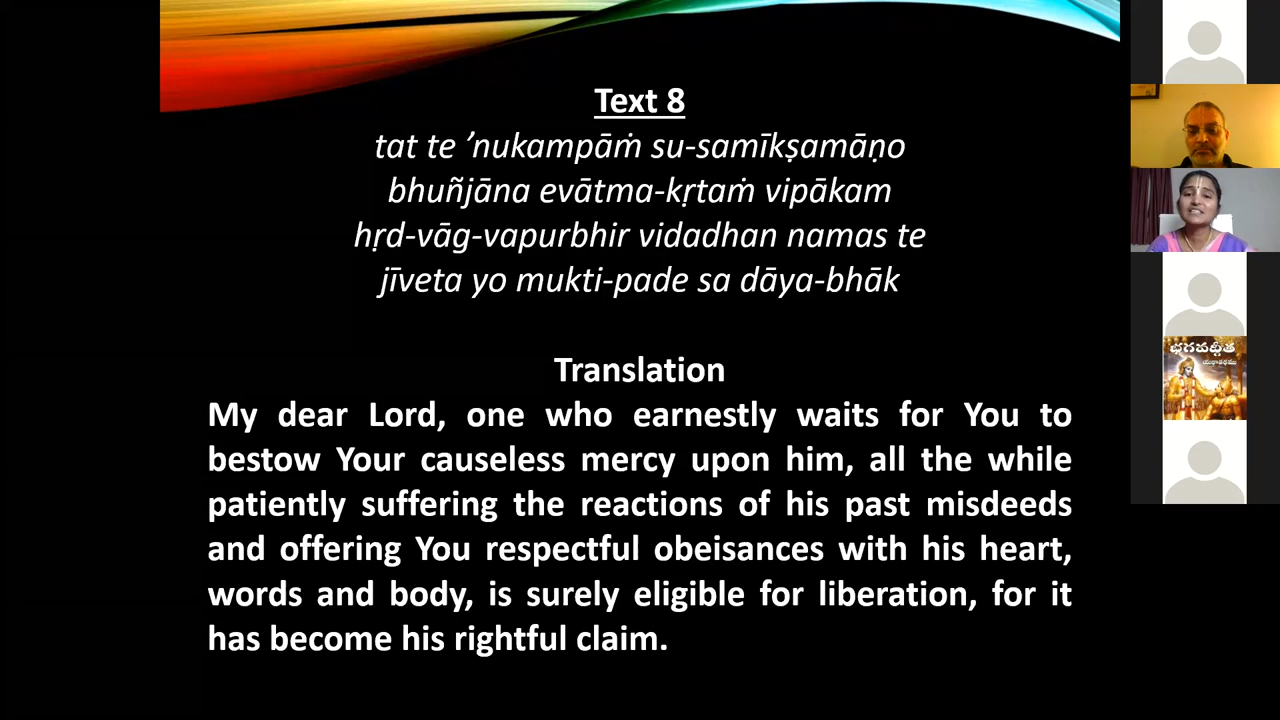 Text 8
tat te ’nukampāṁ su-samīkṣamāṇo
bhuñjāna evātma-kṛtaṁ vipākam
hṛd-vāg-vapurbhir vidadhan namas te
jīveta yo mukti-pade sa dāya-bhāk
Translation
My dear Lord, one who earnestly waits for You to
bestow Your causeless mercy upon him, all the while
patiently suffering the reactions of his past misdeeds
and offering You respectful obeisances with his heart,
words and body, is surely eligible for liberation, for it
has become his rightful claim.
భగవద్గీత